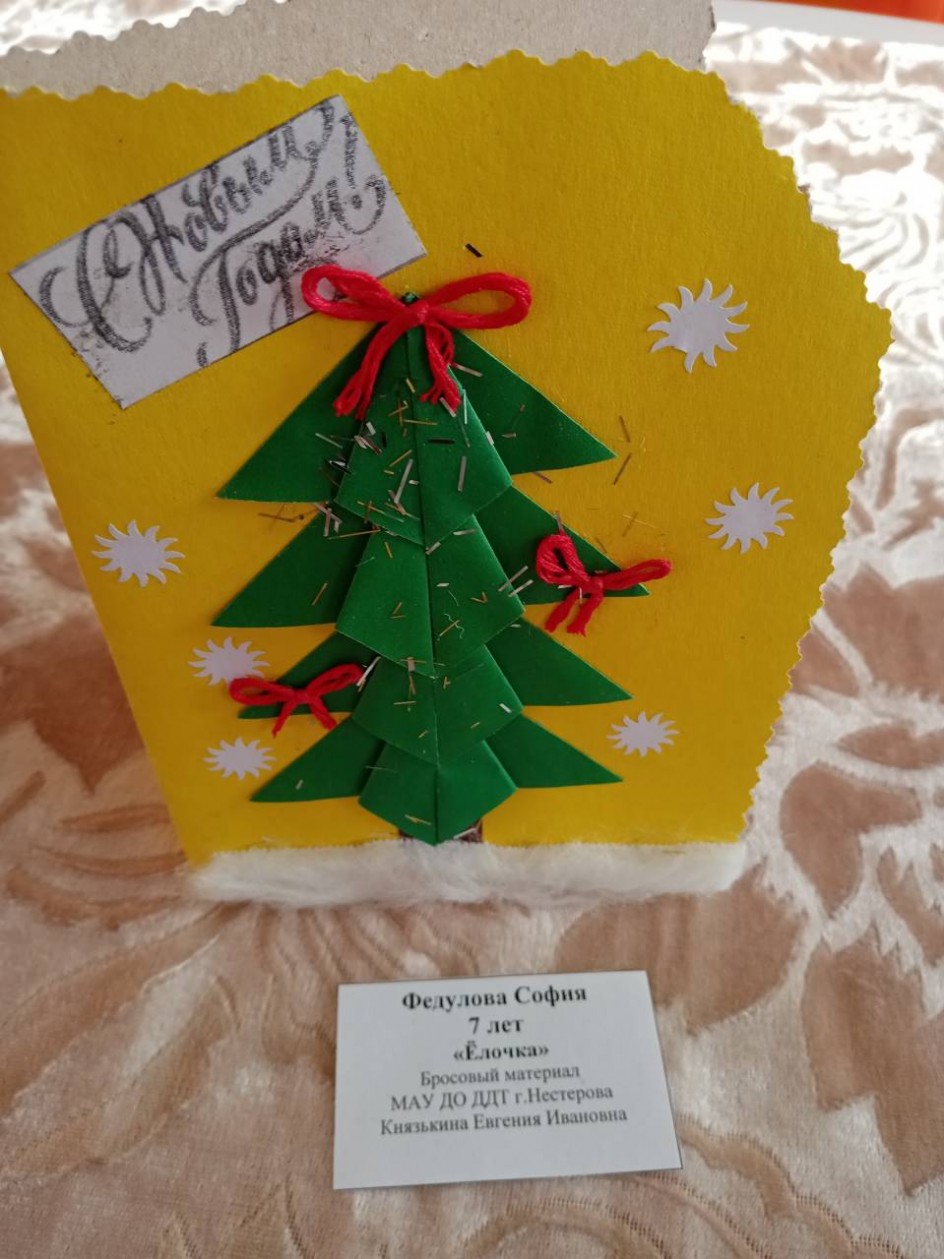 С Новым
Годом!
Федулова София
7 лет
«Ёлочка»
Бросовый материал
МАУ ДО ДДТ г.Нестерова
Князькина Евгения Ивановна